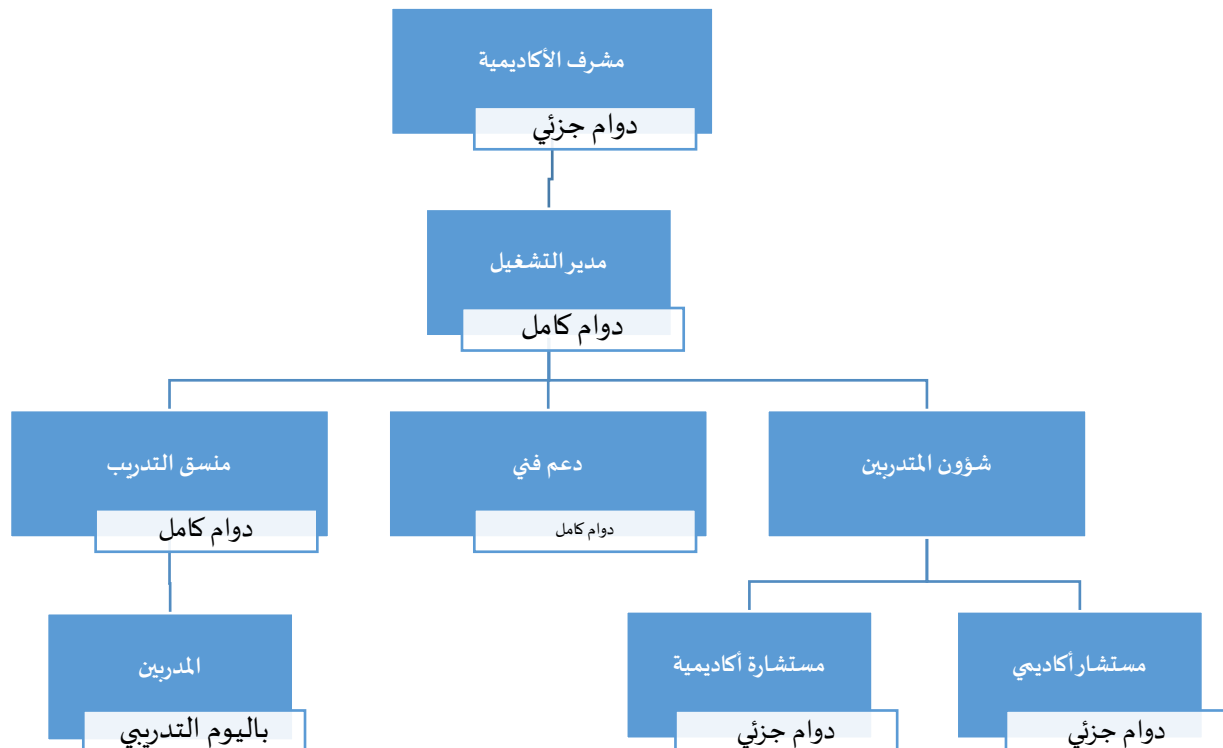 مشرف الأكاديمية
دوام جزئي
مدير التشغيل
دوام كامل
شؤون المتدربين
دعم فني
دوام كامل
منسق التدريب
دوام كامل
مستشار أكاديمي
دوام جزئي
مستشارة أكاديمية
دوام جزئي
المدربين
باليوم التدريبي